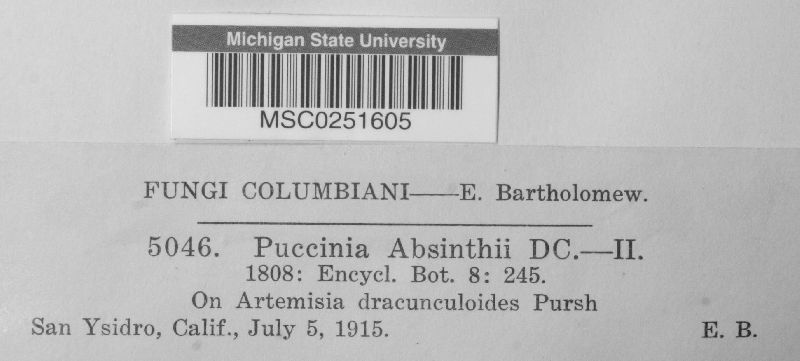 Michigan State University
MSC0251605
FUNGI COLUMBIANI——E. Bartholomew.
5046. Puccinia Absinthii DC.—II.
1808: Encycl. Bot. 8: 245.
On Artemisia dracunculoides Pursh
San Ysidro, Calif., July 5, 1915. E. B.